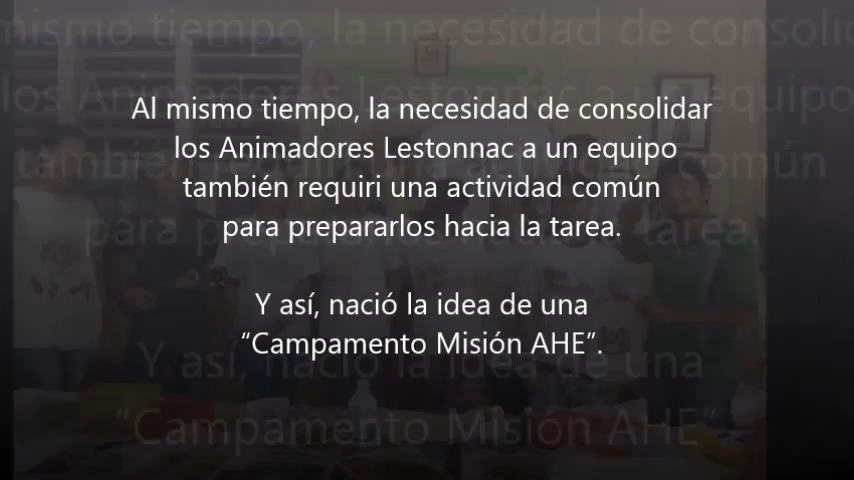 Al mismo tiempo, la necesidad de consolidar
los Animadores Lestonnac a un equipo
también requiri una actividad común
para prepararlos hacia la tarea.
Y así, nació la idea de una
“Campamento Misión AHE”.